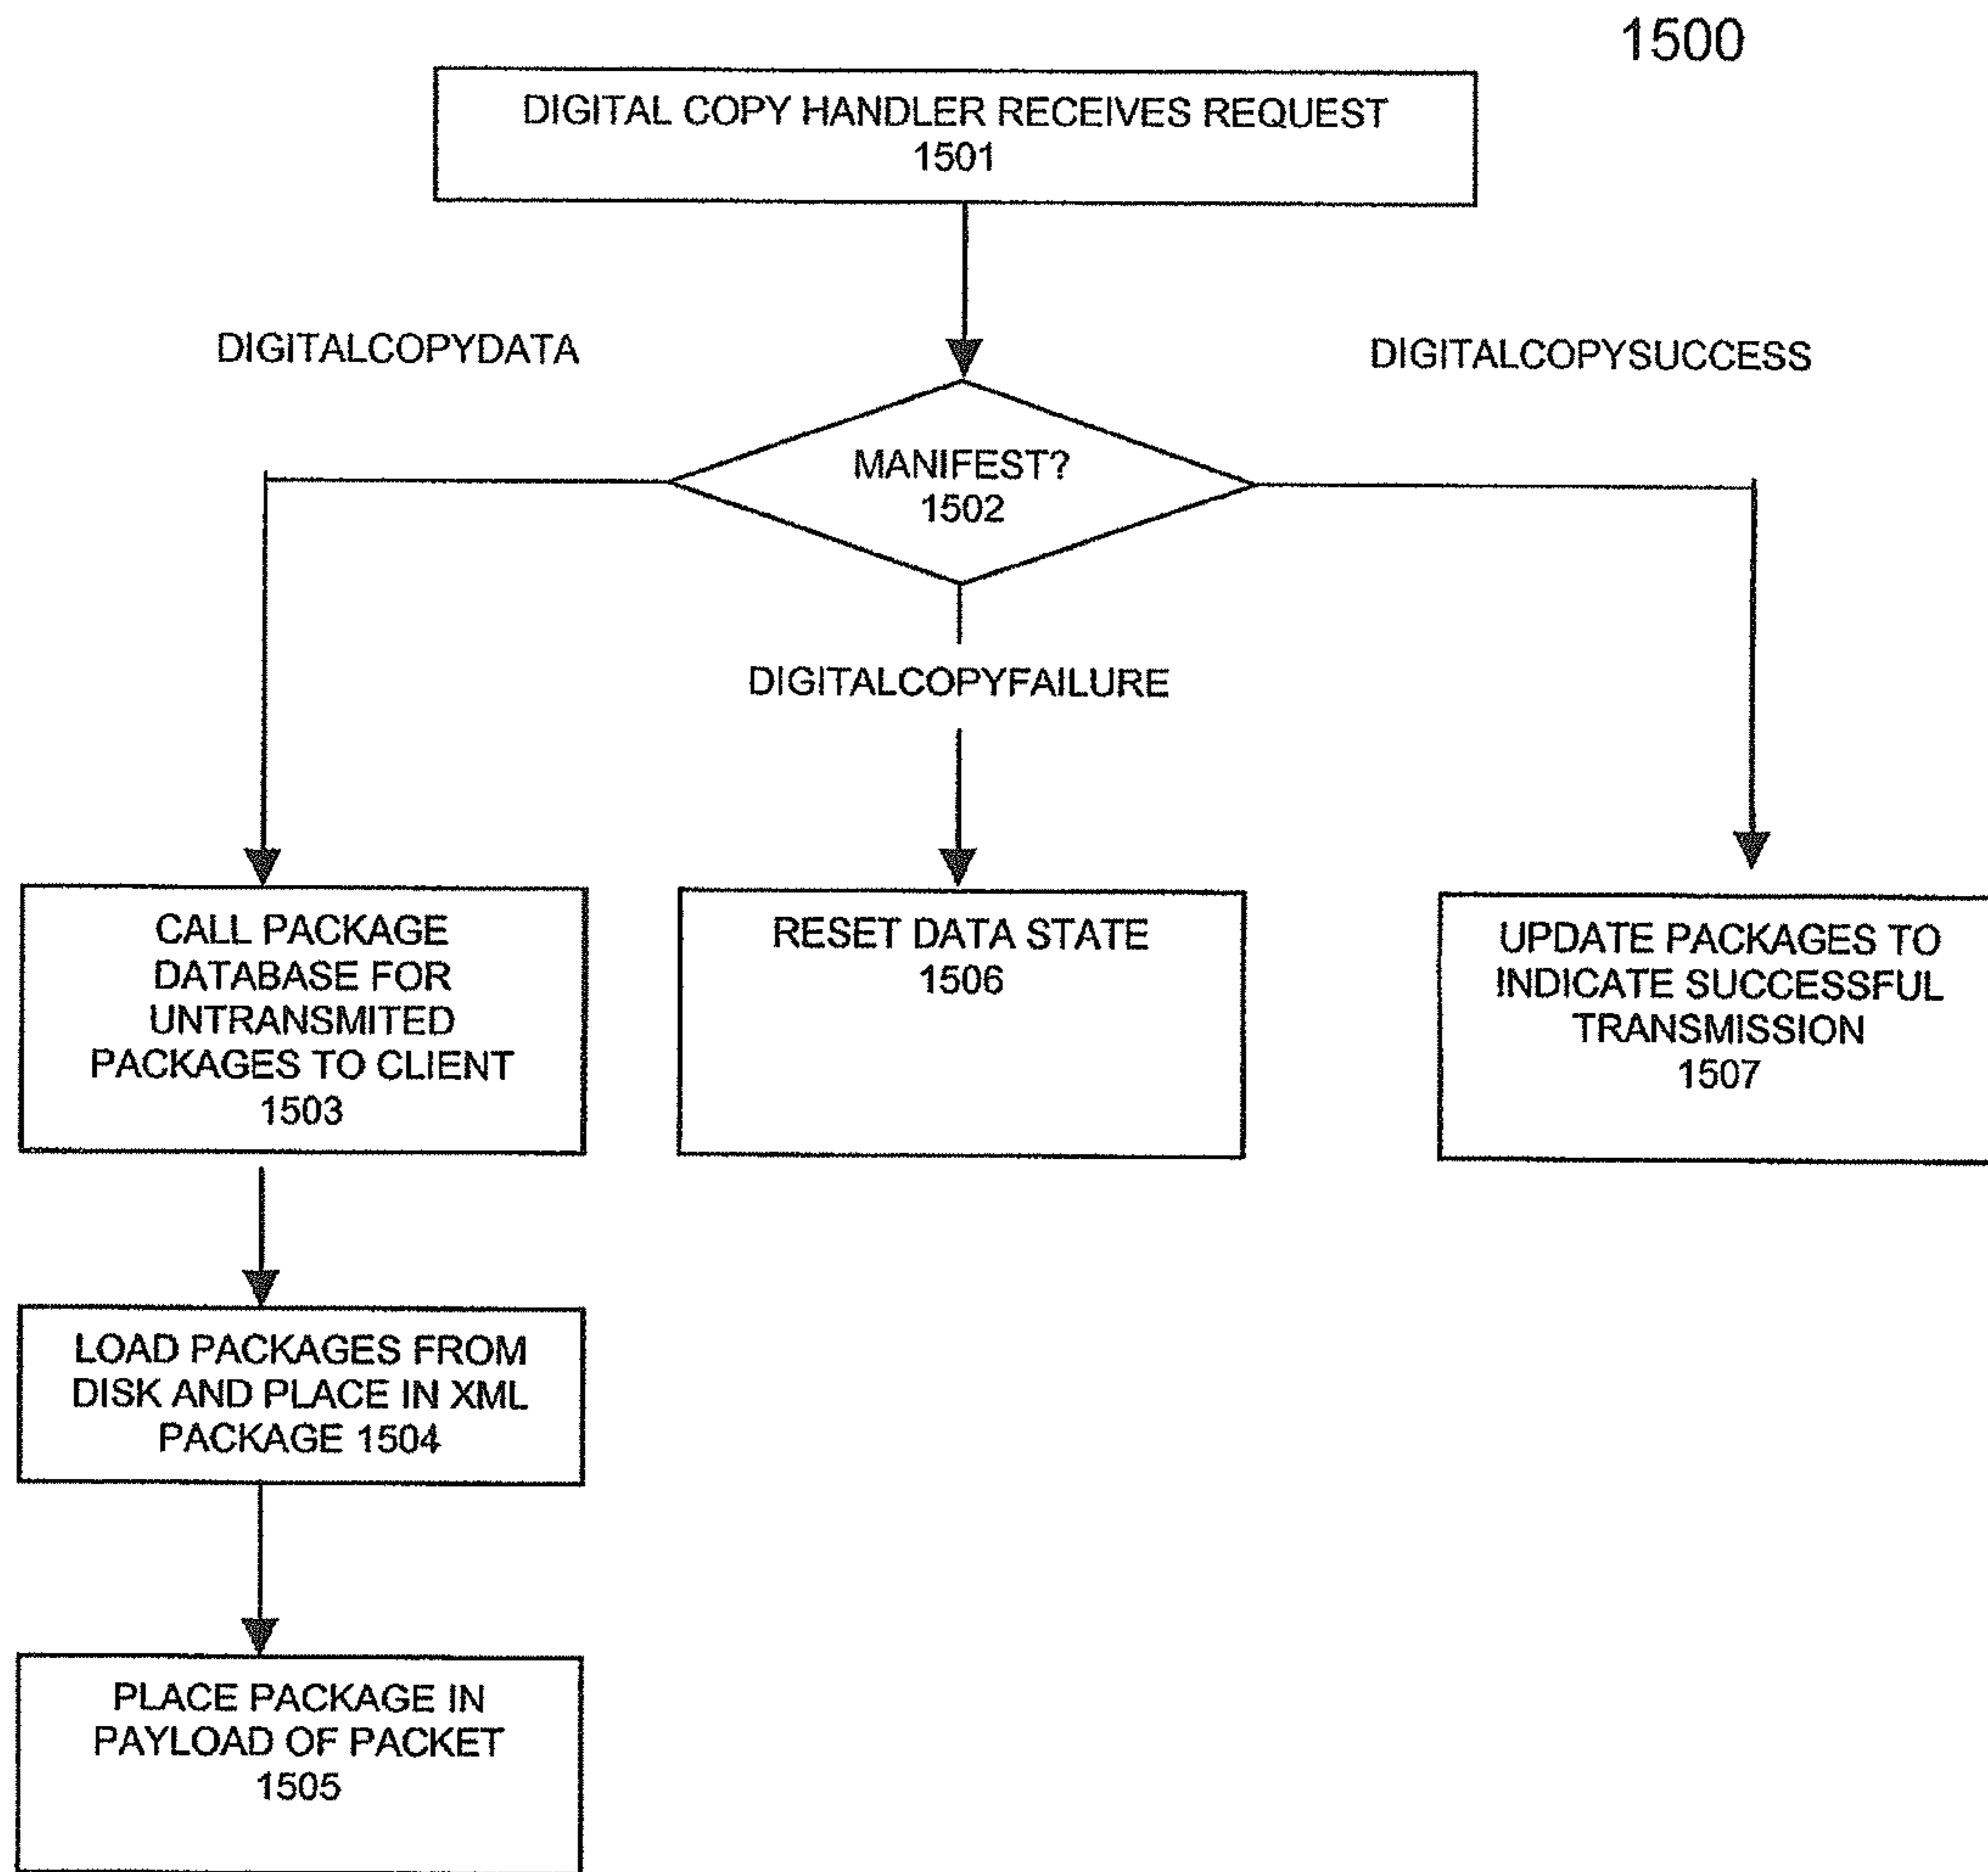 1500
DIGITAL COPY HANDLER RECEIVES REQUEST
1501
DIGITALCOPYDATA
DIGITALCOPYSUCCESS
MANIFEST?
1502
DIGITALCOPYFAILURE
CALL PACKAGE
DATABASE FOR
UNTRANSMITED
PACKAGES TO CLIENT
1503
RESET DATA STATE
1506
UPDATE PACKAGES TO
INDICATE SUCCESSFUL
TRANSMISSION
1507
LOAD PACKAGES FROM
DISK AND PLACE IN XML
PACKAGE 1504
PLACE PACKAGE IN
PAYLOAD OF PACKET
1505